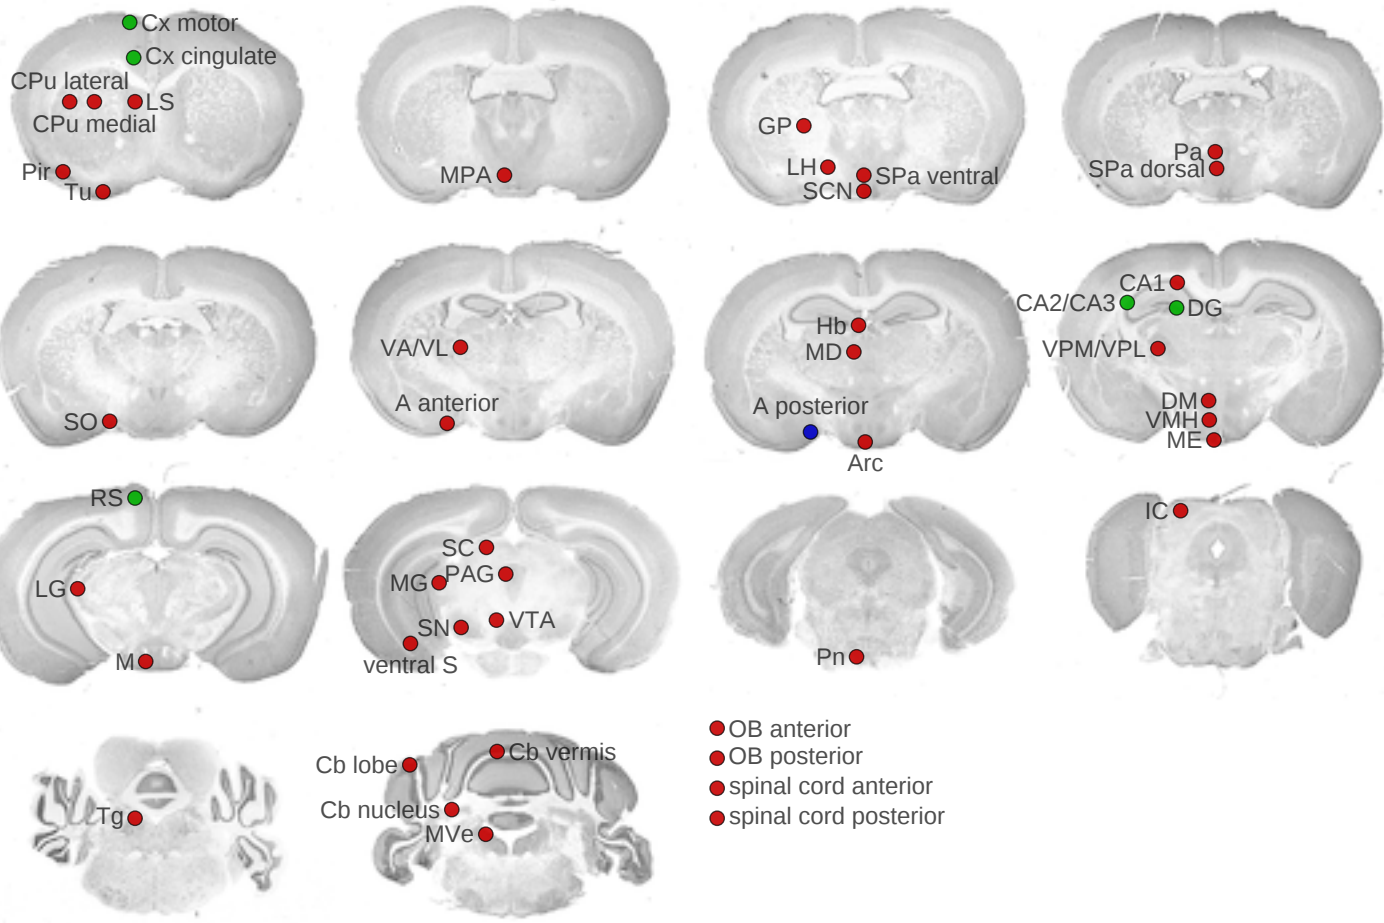 Cx motor
Cx cingulate
CPu lateral
LS
CPu medial
Pir
Tu
MPA
GP
LH
SPa ventral
SCN
Pa
SPa dorsal
SO
VA/VL
A anterior
Hb
MD
A posterior
Arc
CA1
CA2/CA3
DG
VPM/VPL
DM
VMH
ME
RS
LG
M
SC
MG
PAG
SN
VTA
ventral S
Pn
IC
Tg
Cb lobe
Cb vermis
Cb nucleus
MVe
OB anterior
OB posterior
spinal cord anterior
spinal cord posterior